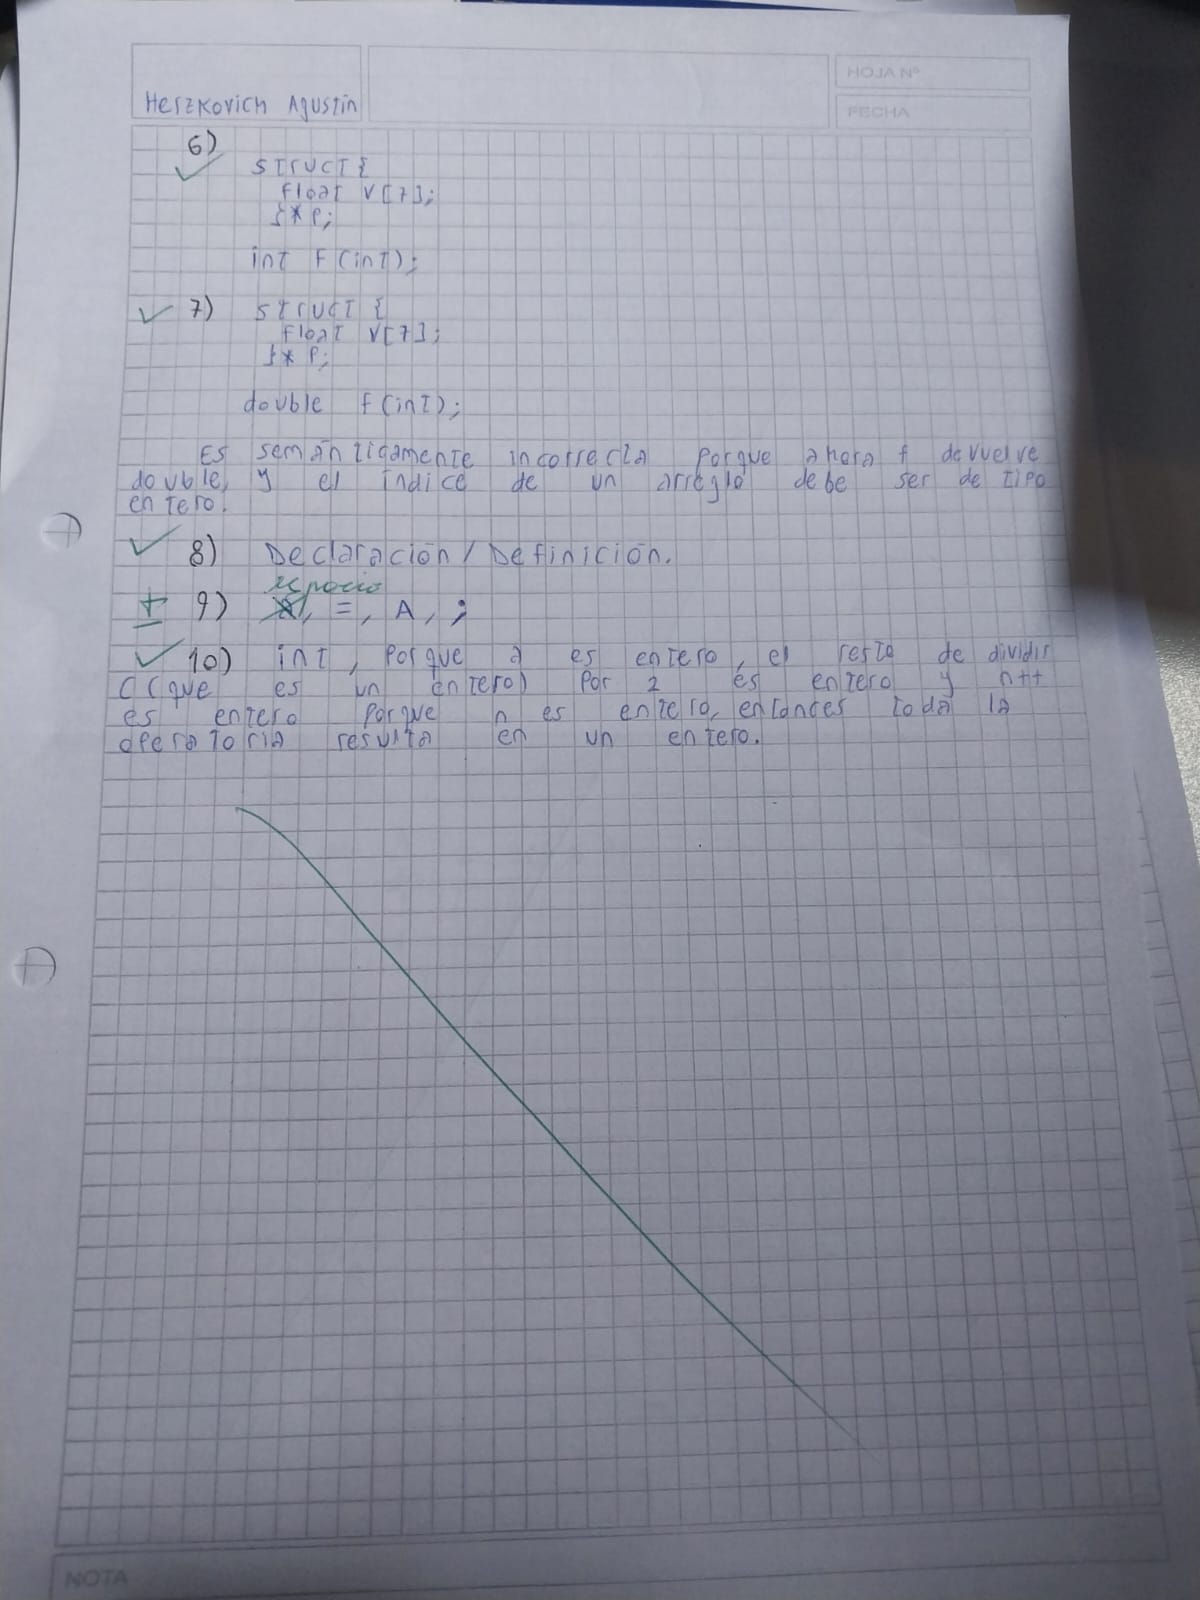 HOJA Nº
Herzkovich Agustin
FECHA
6)
struct {
float v[7];
}* p;
int f(int);
7) struct {
float v[7];
}* p;
double f(int);
Es semánticamente incorrecta porque ahora f devuelve
double, y el índice de un arreglo debe ser de tipo
entero.
8) Declaración / Definición.
espacio
9) , =, A, ;
10) int, porque a es entero, el resto de dividir
c (que es un entero) por 2 es entero y n++
es entero porque n es entero, entonces toda la
operatoria resulta en un entero.
NOTA